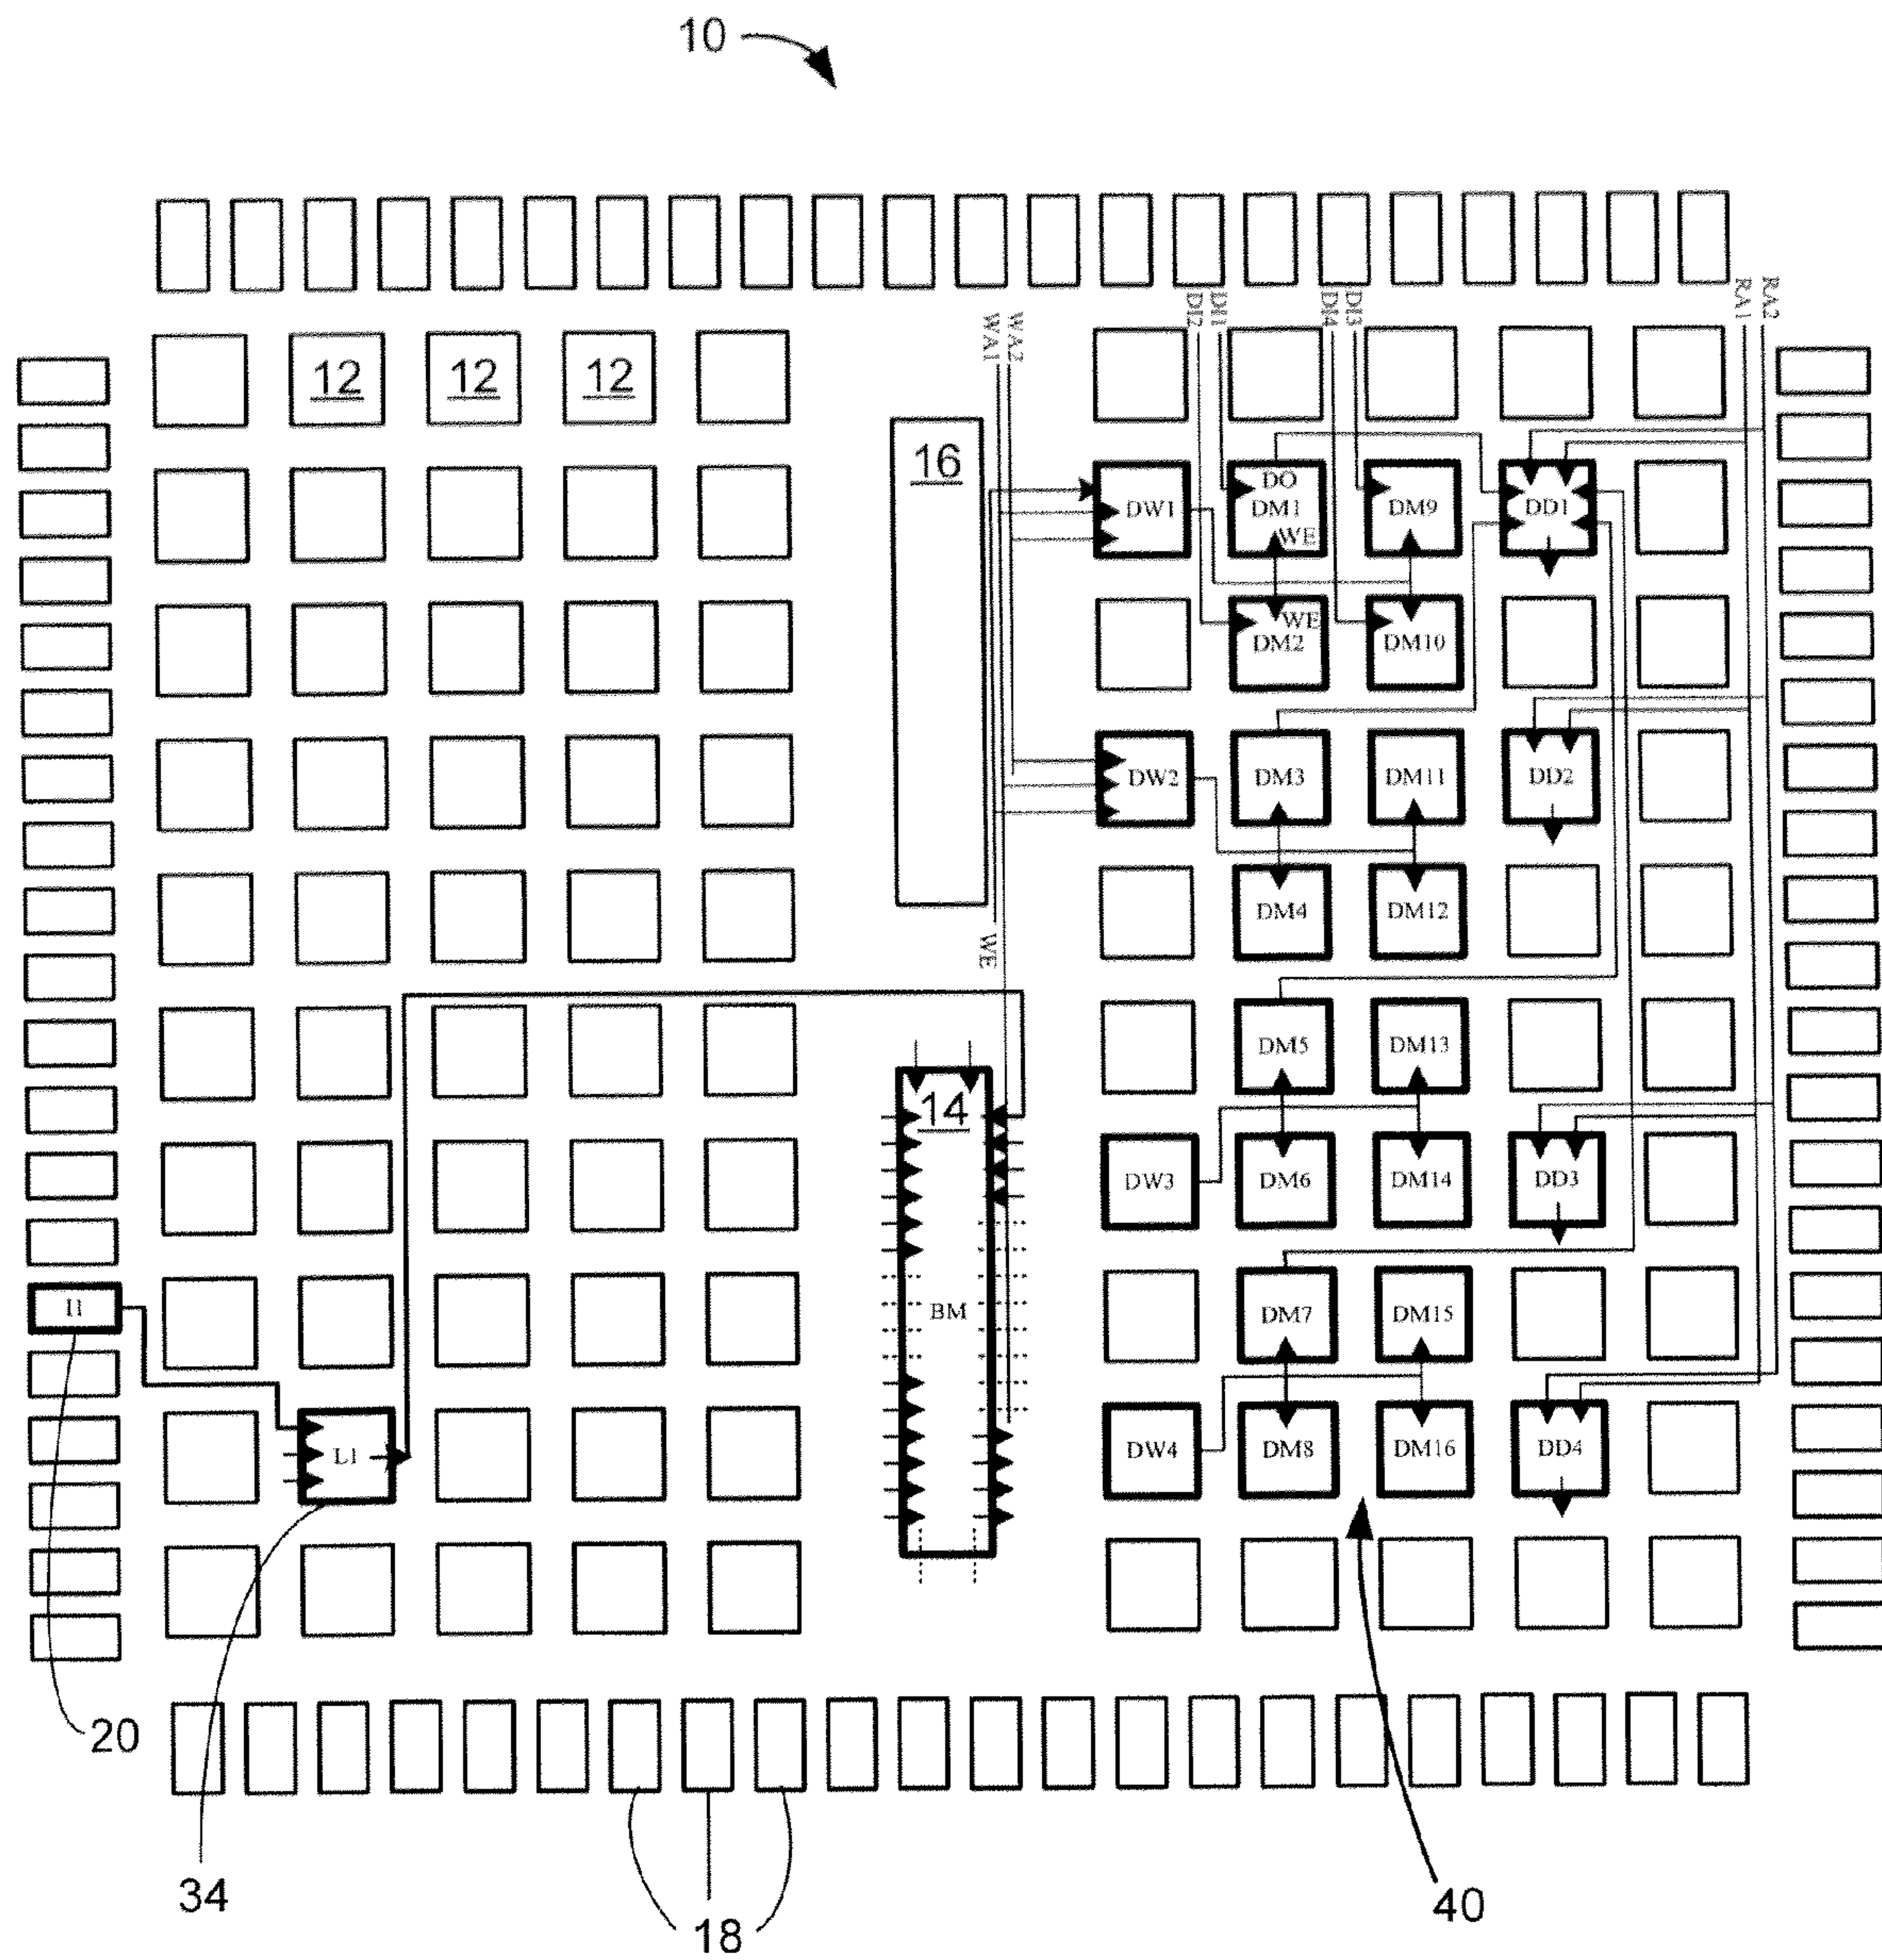 10
DI2 DI1 DI4 DI3 RA1 RA2
WA1 WA2
12 12 12
16
DW1 DO DM1 WE DM9 DD1
WE DM2 DM10
DW2 DM3 DM11 DD2
DM4 DM12
WE
DM5 DM13
14
DW3 DM6 DM14 DD3
I1 BM DM7 DM15
L1 DW4 DM8 DM16 DD4
20
34 18 40